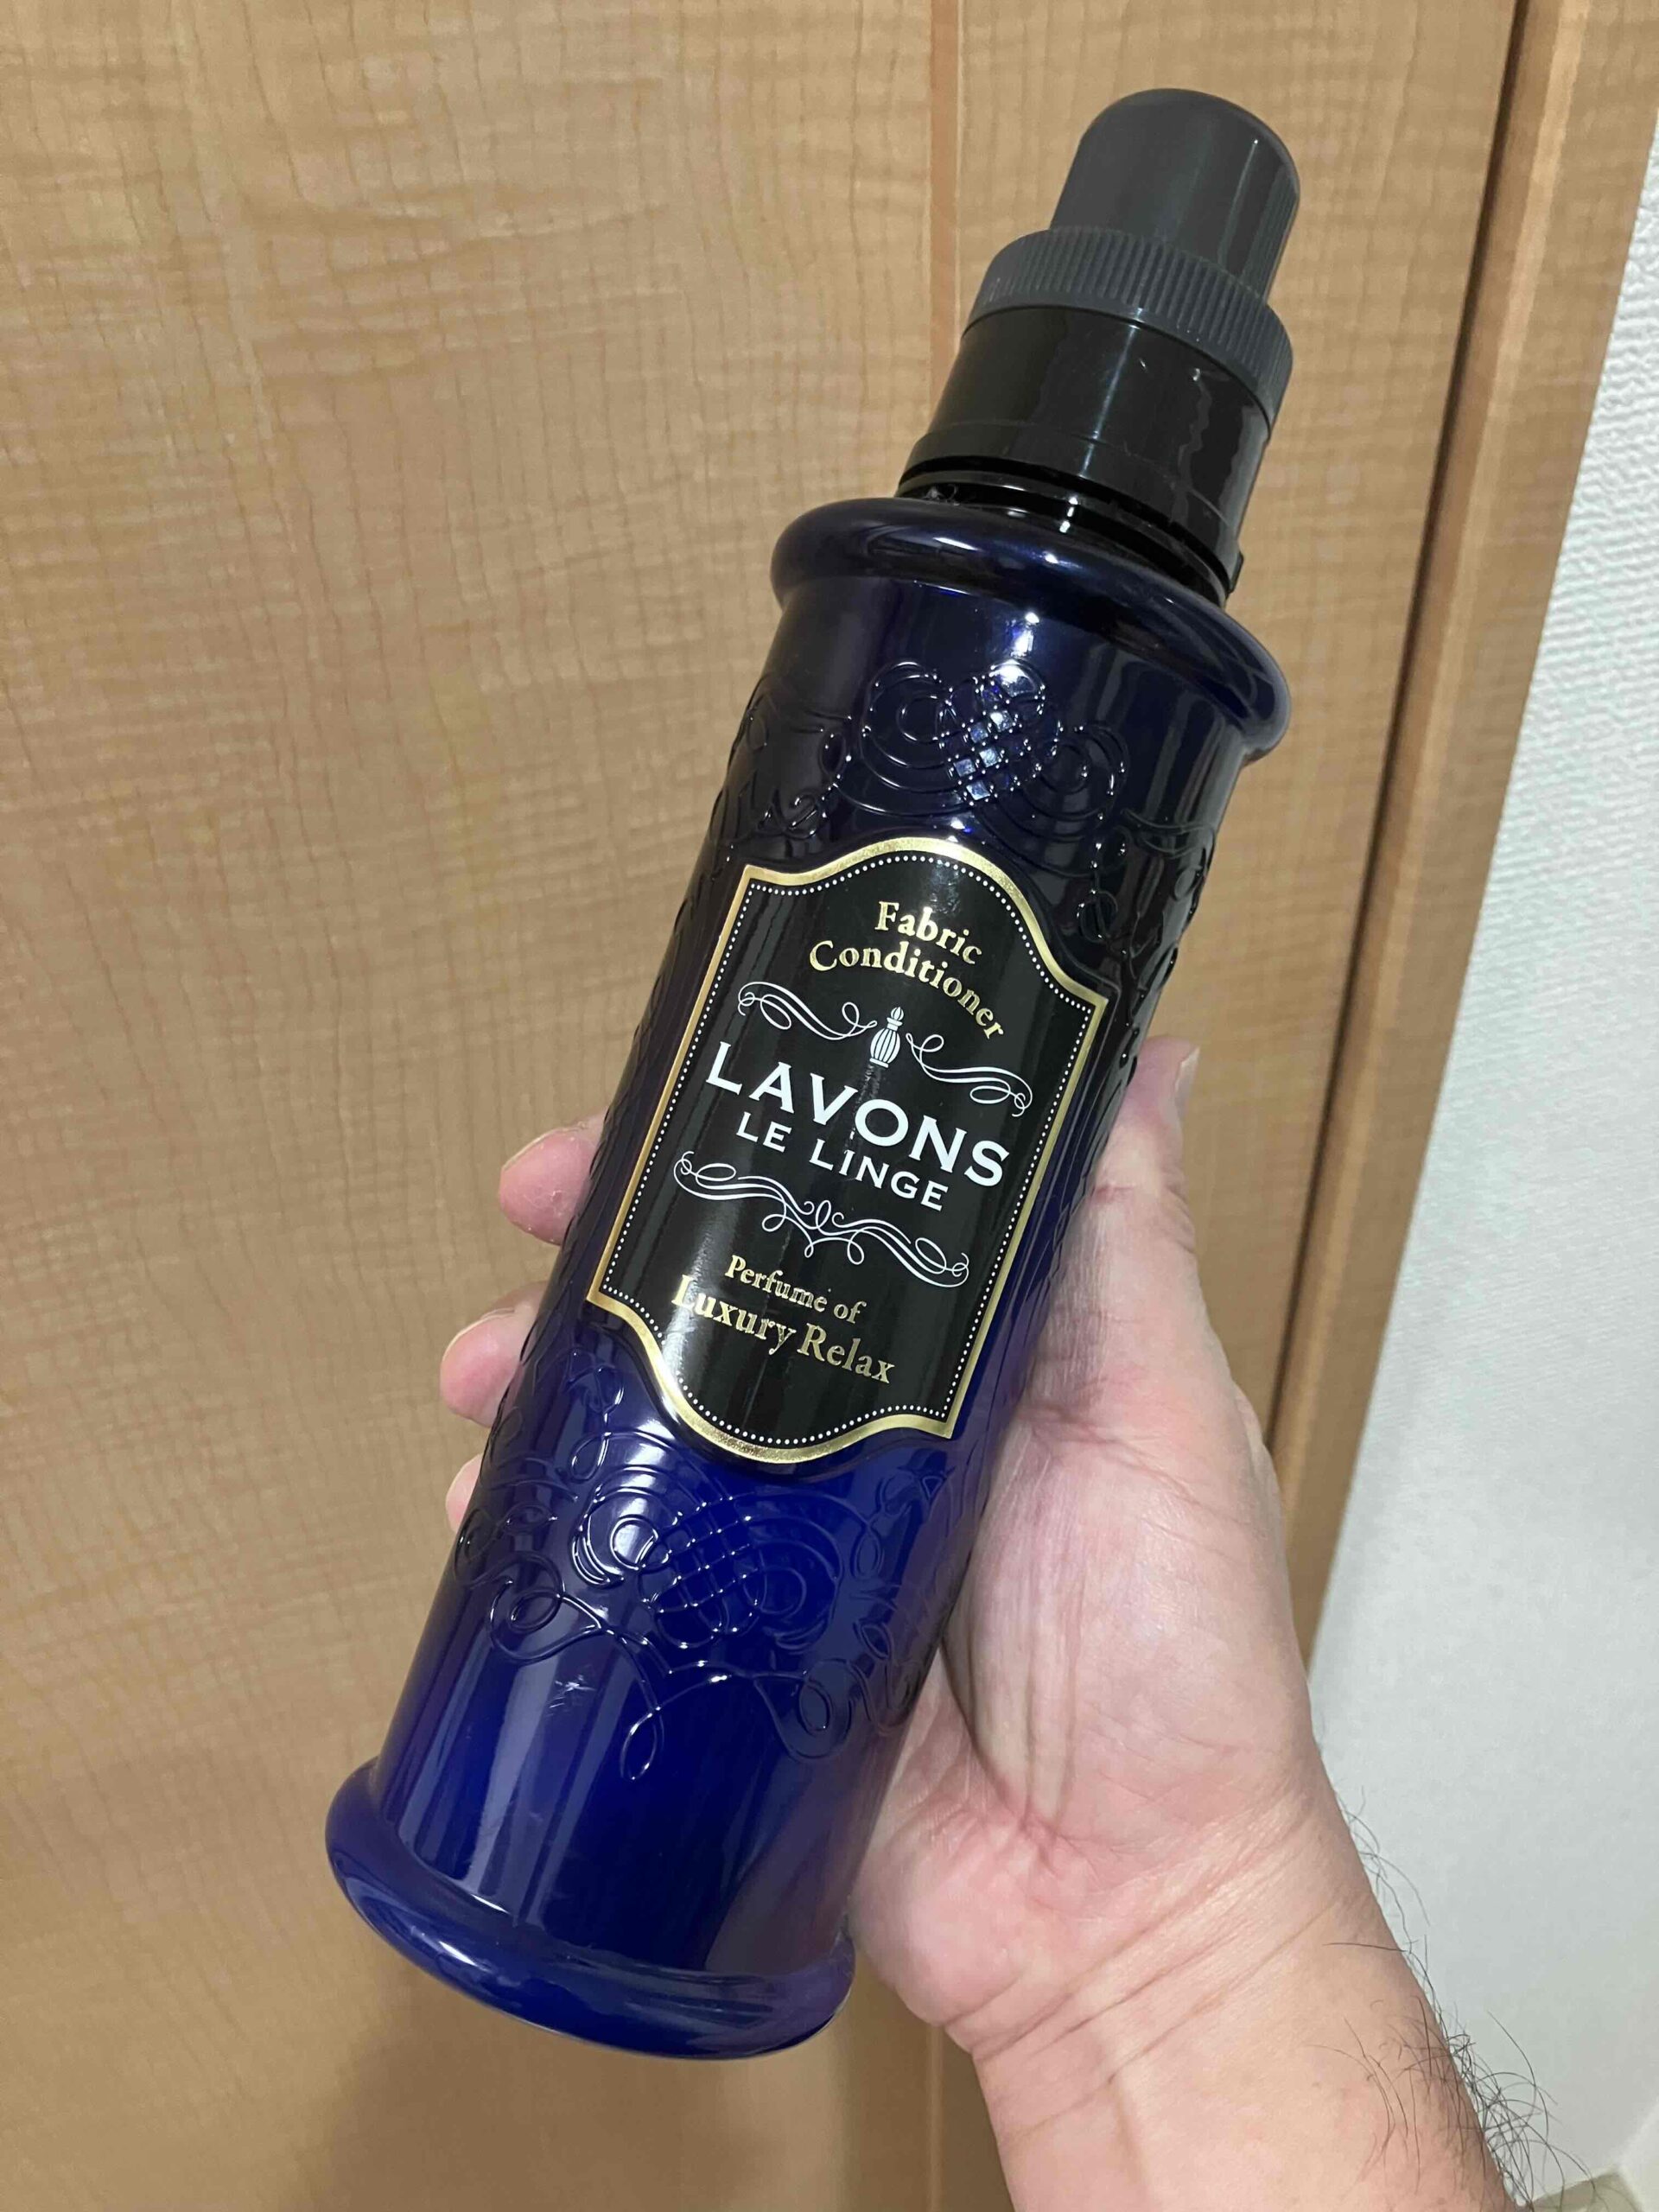 Fabric
Conditioner
LAVONS
LE LINGE
Perfume of
Luxury Relax